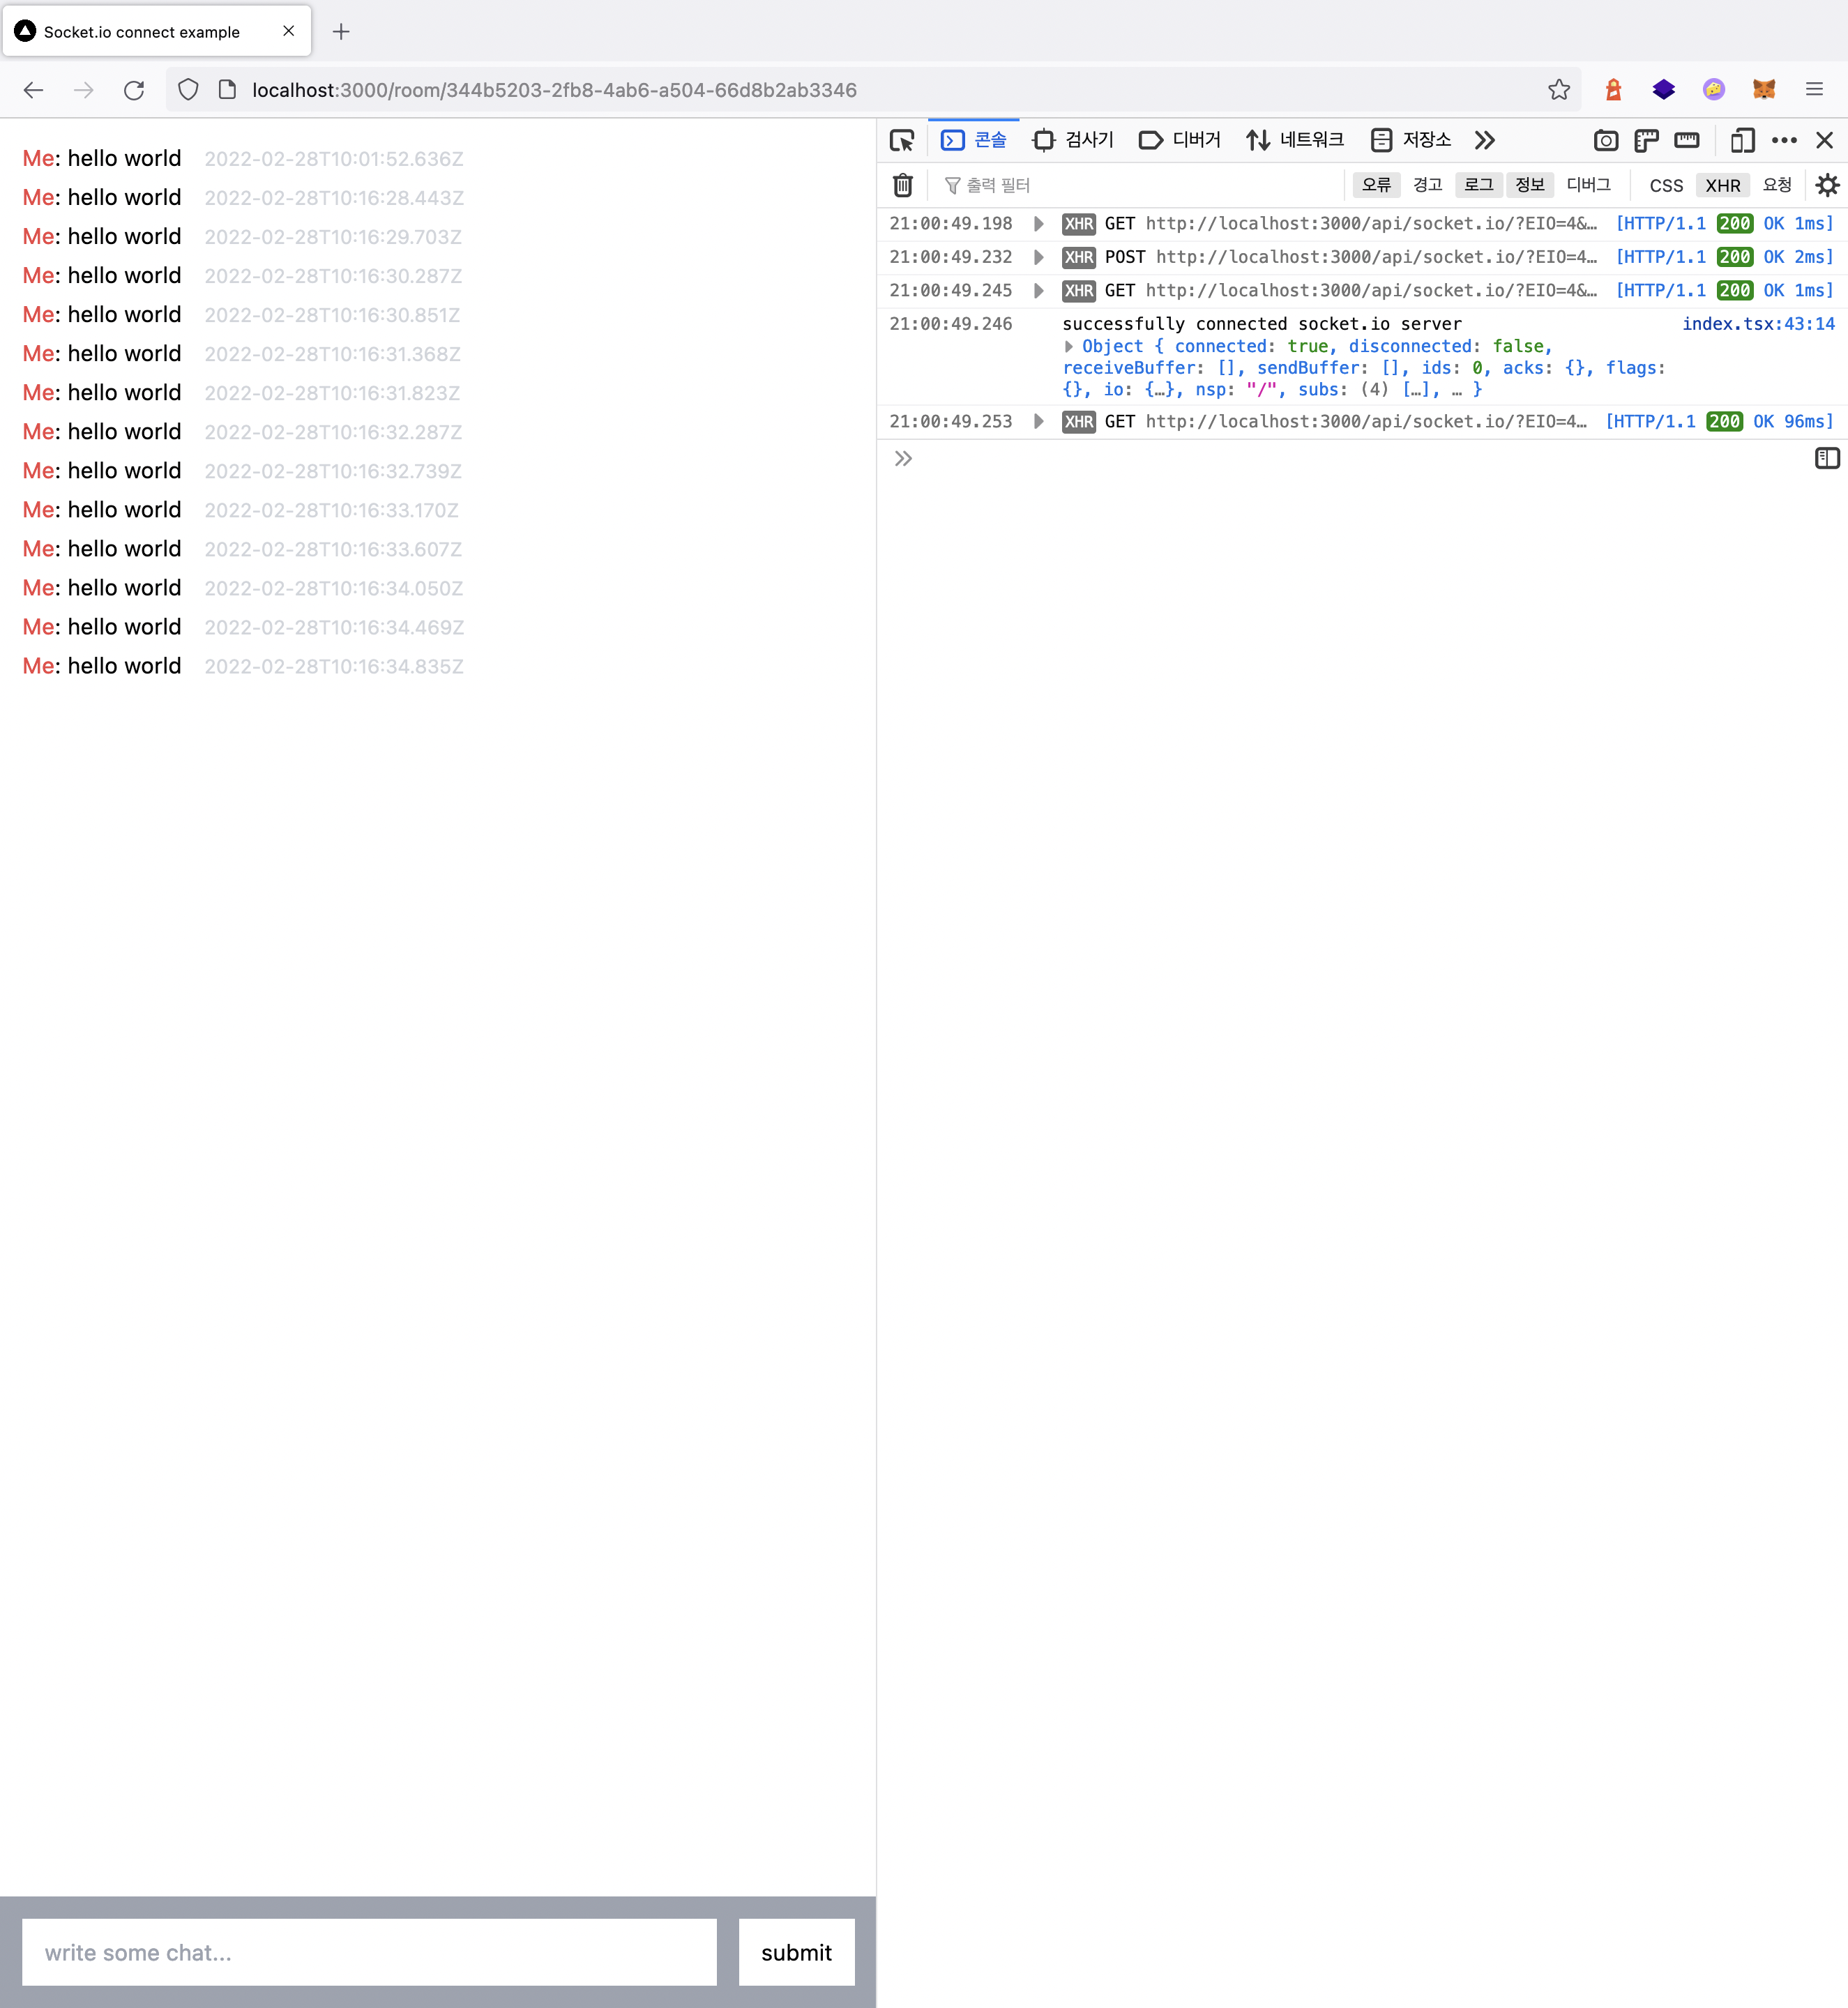 Socket.io connect example
localhost:3000/room/344b5203-2fb8-4ab6-a504-66d8b2ab3346
Me: hello world 2022-02-28T10:01:52.636Z
Me: hello world 2022-02-28T10:16:28.443Z
Me: hello world 2022-02-28T10:16:29.703Z
Me: hello world 2022-02-28T10:16:30.287Z
Me: hello world 2022-02-28T10:16:30.851Z
Me: hello world 2022-02-28T10:16:31.368Z
Me: hello world 2022-02-28T10:16:31.823Z
Me: hello world 2022-02-28T10:16:32.287Z
Me: hello world 2022-02-28T10:16:32.739Z
Me: hello world 2022-02-28T10:16:33.170Z
Me: hello world 2022-02-28T10:16:33.607Z
Me: hello world 2022-02-28T10:16:34.050Z
Me: hello world 2022-02-28T10:16:34.469Z
Me: hello world 2022-02-28T10:16:34.835Z
write some chat... submit
콘솔 검사기 디버거 네트워크 저장소
출력 필터 오류 경고 로그 정보 디버그 CSS XHR 요청
21:00:49.198 XHR GET http://localhost:3000/api/socket.io/?EIO=4&… [HTTP/1.1 200 OK 1ms]
21:00:49.232 XHR POST http://localhost:3000/api/socket.io/?EIO=4… [HTTP/1.1 200 OK 2ms]
21:00:49.245 XHR GET http://localhost:3000/api/socket.io/?EIO=4&… [HTTP/1.1 200 OK 1ms]
21:00:49.246 successfully connected socket.io server index.tsx:43:14
Object { connected: true, disconnected: false,
receiveBuffer: [], sendBuffer: [], ids: 0, acks: {}, flags:
{}, io: {…}, nsp: "/", subs: (4) […], … }
21:00:49.253 XHR GET http://localhost:3000/api/socket.io/?EIO=4… [HTTP/1.1 200 OK 96ms]